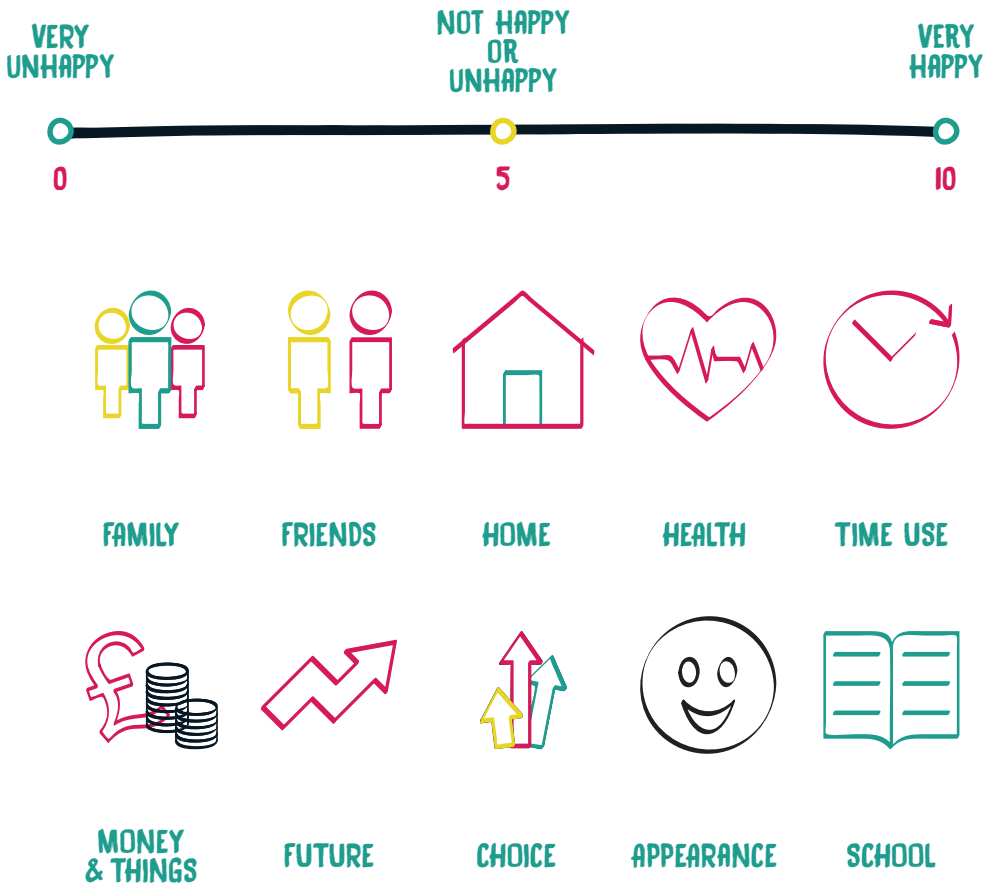 VERY
UNHAPPY
NOT HAPPY
OR
UNHAPPY
VERY
HAPPY
0
5
10
FAMILY
FRIENDS
HOME
HEALTH
TIME USE
£
MONEY
& THINGS
FUTURE
CHOICE
APPEARANCE
SCHOOL